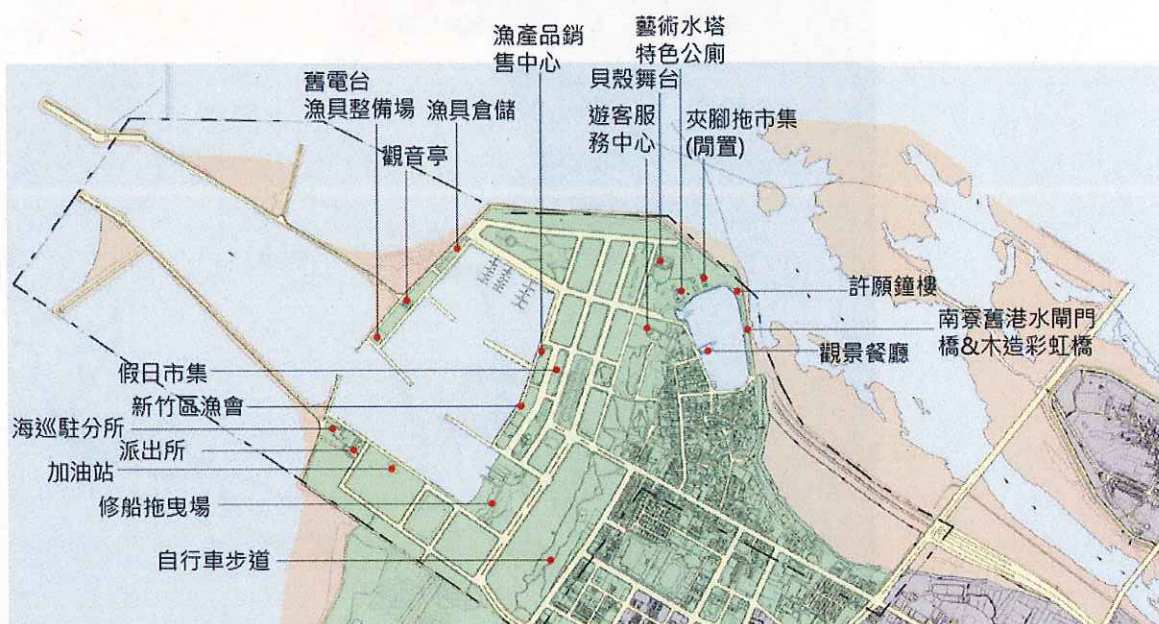 藝術水塔
特色公廁
漁產品銷
售中心
貝殼舞台
舊電台
漁具整備場
漁具倉儲
遊客服
務中心
夾腳拖市集
(閒置)
觀音亭
許願鐘樓
南寮舊港水閘門
橋&木造彩虹橋
觀景餐廳
假日市集
新竹區漁會
海巡駐分所
派出所
加油站
修船拖曳場
自行車步道